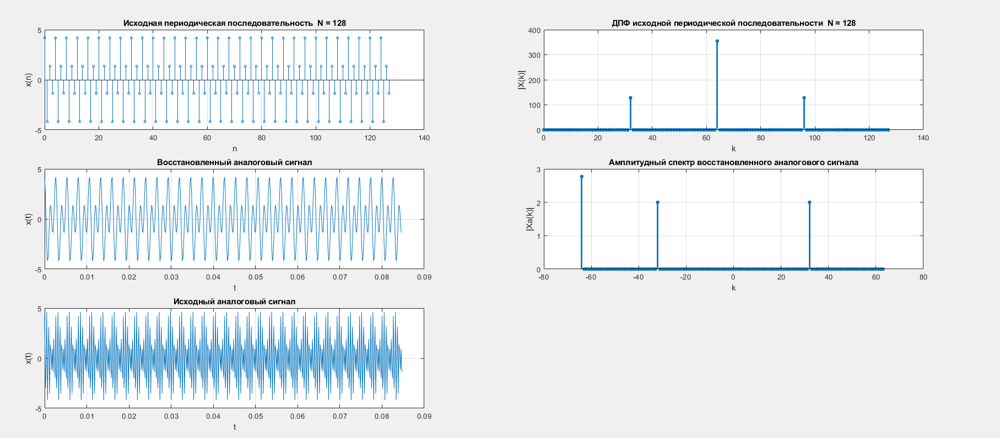 Исходная периодическая последовательность N = 128
5
0
-5
x(n)
0 20 40 60 80 100 120 140
n
ДПФ исходной периодической последовательности N = 128
400
300
200
100
0
|X(k)|
0 20 40 60 80 100 120 140
k
Восстановленный аналоговый сигнал
5
0
-5
x(t)
0 0.01 0.02 0.03 0.04 0.05 0.06 0.07 0.08 0.09
t
Амплитудный спектр восстановленного аналогового сигнала
3
2
1
0
|Xa(k)|
-80 -60 -40 -20 0 20 40 60 80
k
Исходный аналоговый сигнал
5
0
-5
x(t)
0 0.01 0.02 0.03 0.04 0.05 0.06 0.07 0.08 0.09
t